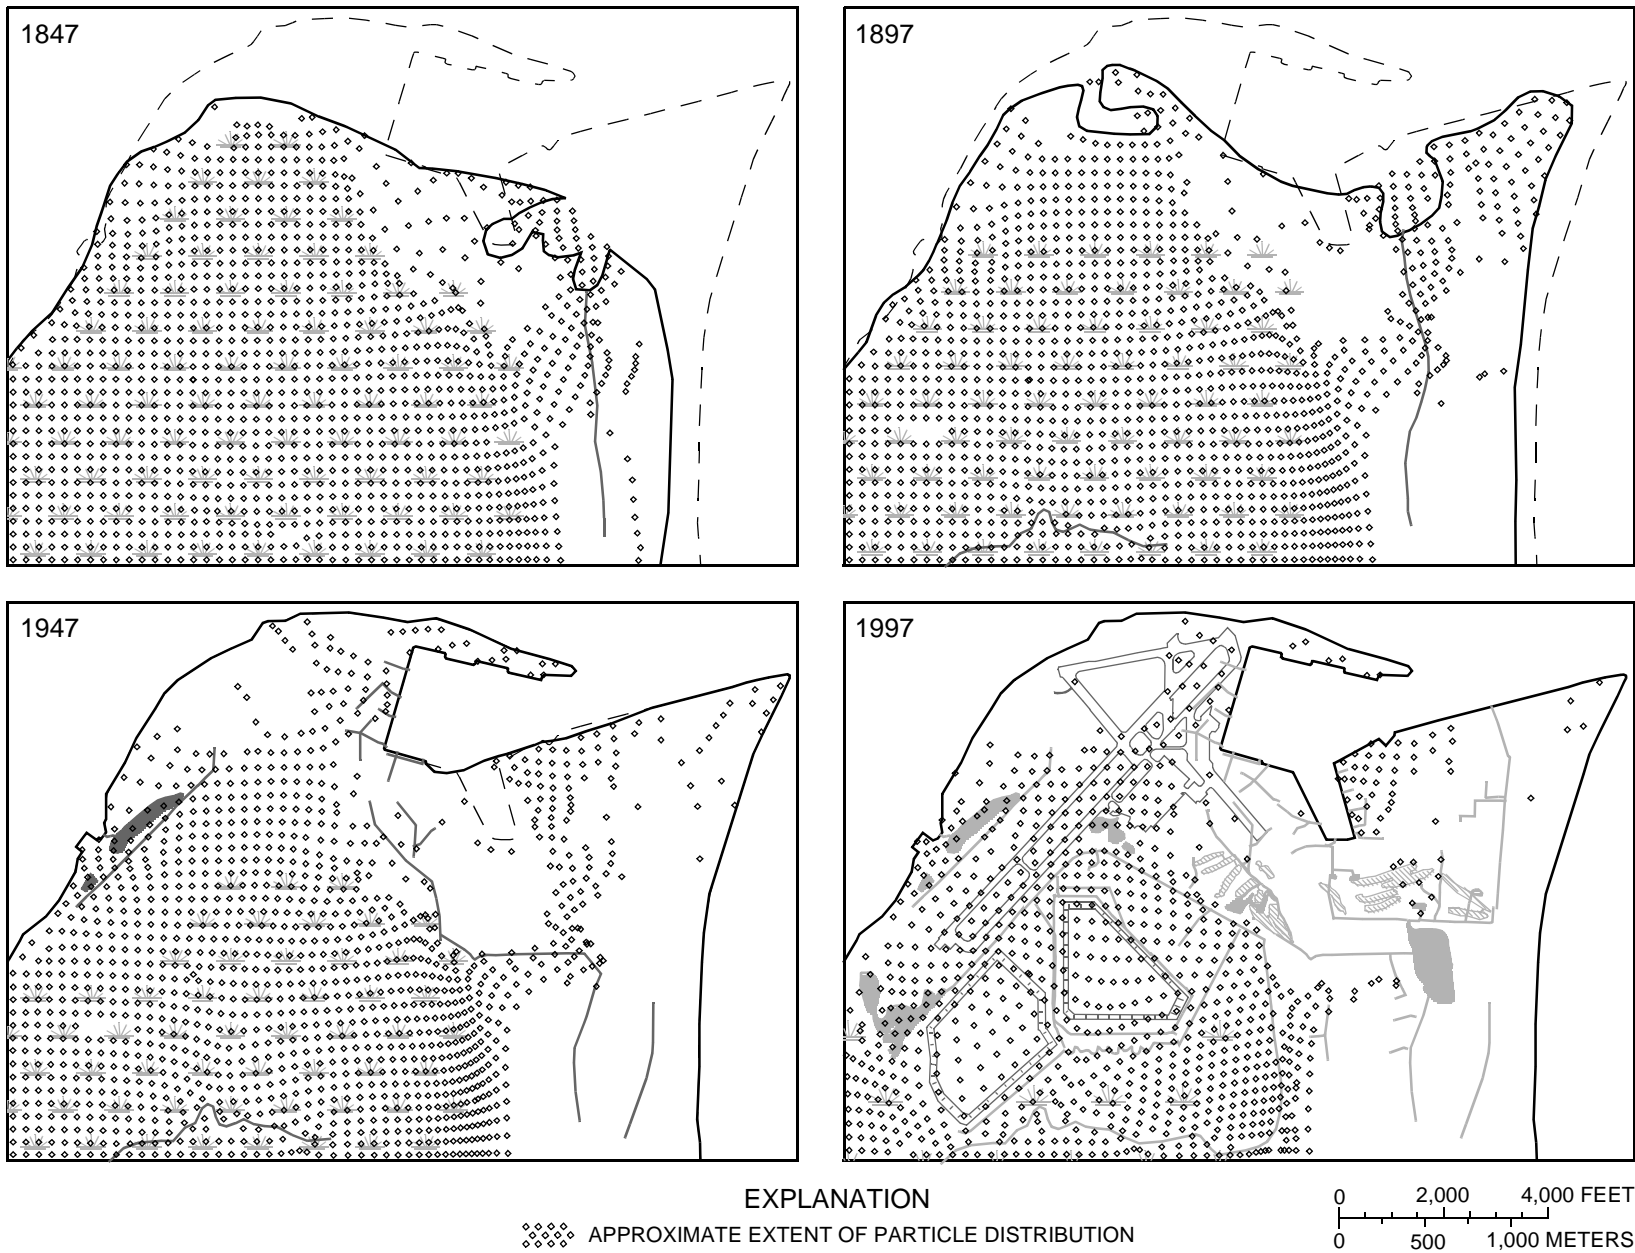 1847
1897
1947
1997
EXPLANATION
APPROXIMATE EXTENT OF PARTICLE DISTRIBUTION
0 2,000 4,000 FEET
0 500 1,000 METERS